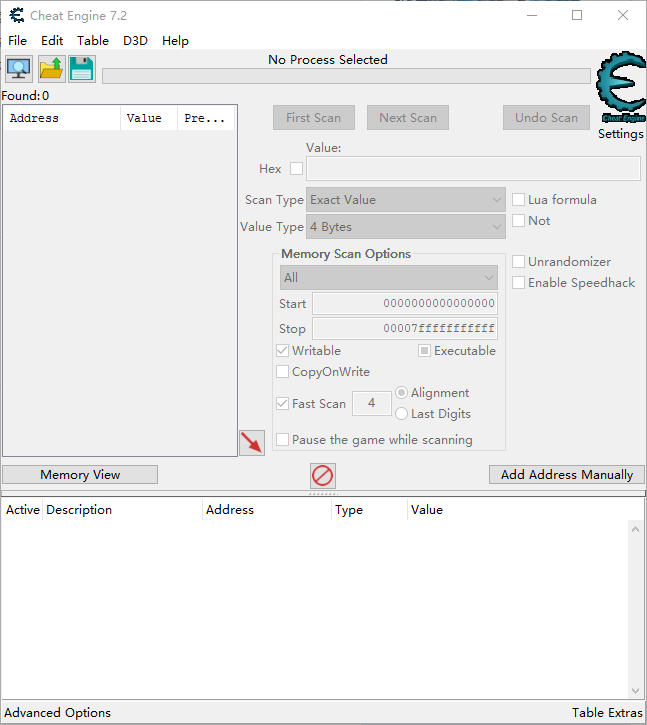 Cheat Engine 7.2
File Edit Table D3D Help
No Process Selected
Found: 0
Cheat Engine
Settings
Address Value Pre...
First Scan Next Scan Undo Scan
Value:
Hex
Scan Type Exact Value
Lua formula
Value Type 4 Bytes
Not
Memory Scan Options
All
Unrandomizer
Enable Speedhack
Start 0000000000000000
Stop 00007fffffffffff
Writable Executable
CopyOnWrite
Fast Scan 4 Alignment
Last Digits
Pause the game while scanning
Memory View Add Address Manually
Active Description Address Type Value
Advanced Options Table Extras